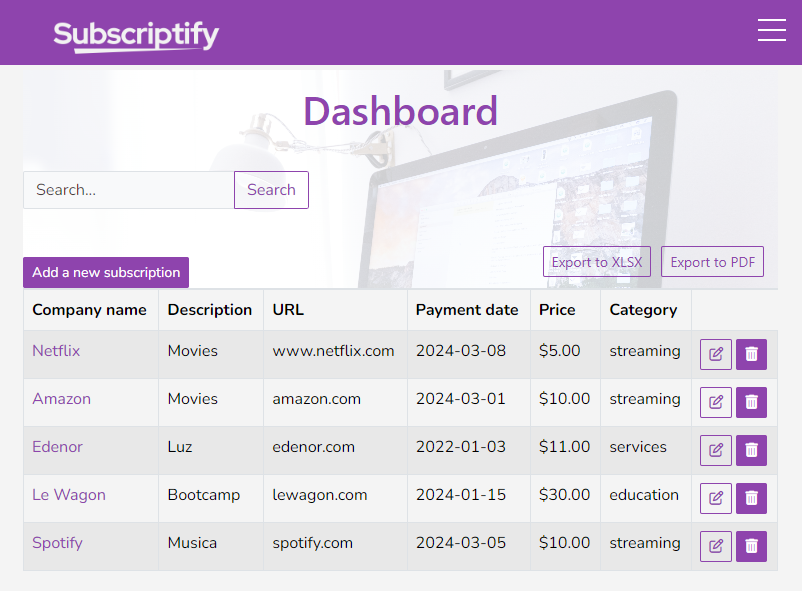 Subscriptify
Dashboard
Search... Search
Export to XLSX Export to PDF
Add a new subscription
Company name Description URL Payment date Price Category
Netflix Movies www.netflix.com 2024-03-08 $5.00 streaming
Amazon Movies amazon.com 2024-03-01 $10.00 streaming
Edenor Luz edenor.com 2022-01-03 $11.00 services
Le Wagon Bootcamp lewagon.com 2024-01-15 $30.00 education
Spotify Musica spotify.com 2024-03-05 $10.00 streaming